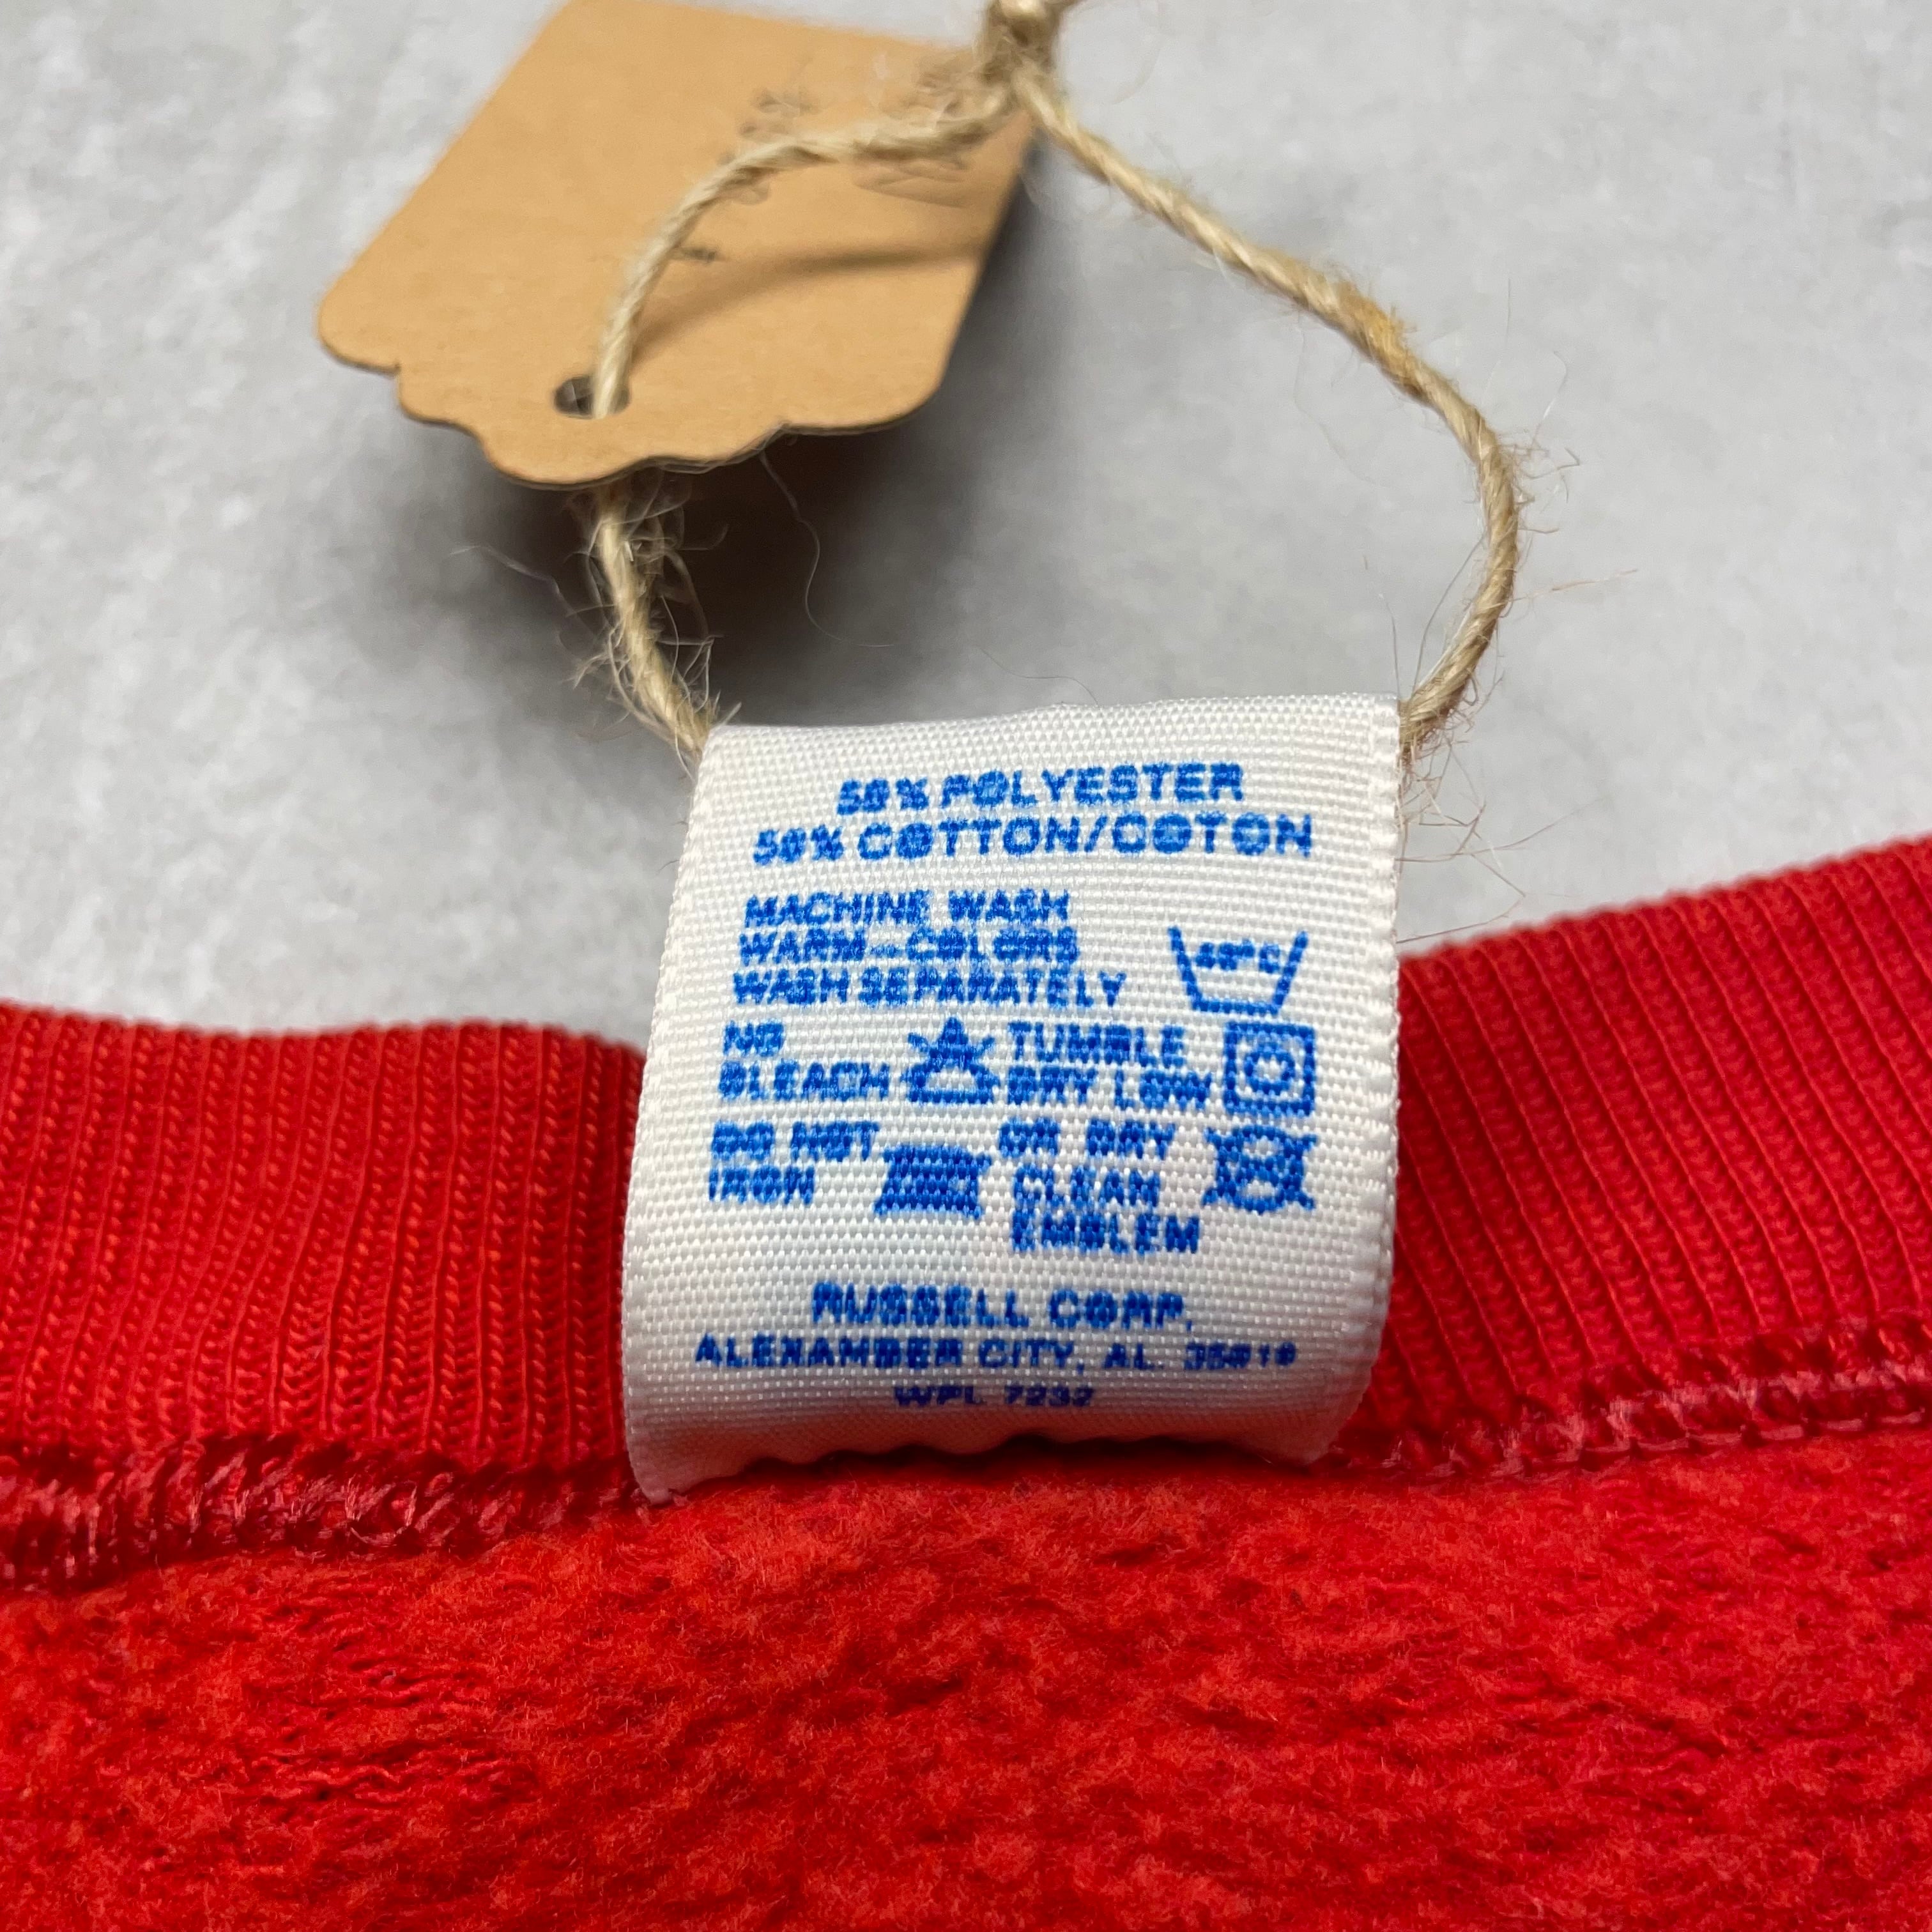 50% POLYESTER
50% COTTON/COTON
MACHINE WASH
WARM-COLORS
WASH SEPARATELY
40°C
NO
BLEACH
TUMBLE
DRY LOW
DO NOT
IRON
OR DRY
CLEAN
EMBLEM
RUSSELL CORP.
ALEXANDER CITY, AL. 35010
WPL 7232